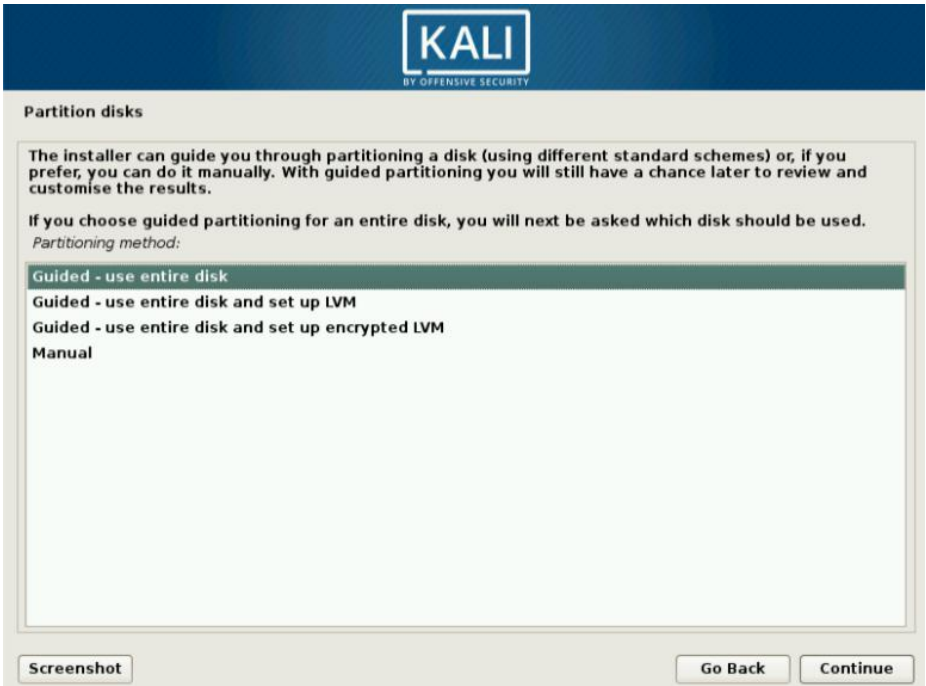 KALI
BY OFFENSIVE SECURITY
Partition disks
The installer can guide you through partitioning a disk (using different standard schemes) or, if you
prefer, you can do it manually. With guided partitioning you will still have a chance later to review and
customise the results.
If you choose guided partitioning for an entire disk, you will next be asked which disk should be used.
Partitioning method:
Guided - use entire disk
Guided - use entire disk and set up LVM
Guided - use entire disk and set up encrypted LVM
Manual
Screenshot
Go Back
Continue